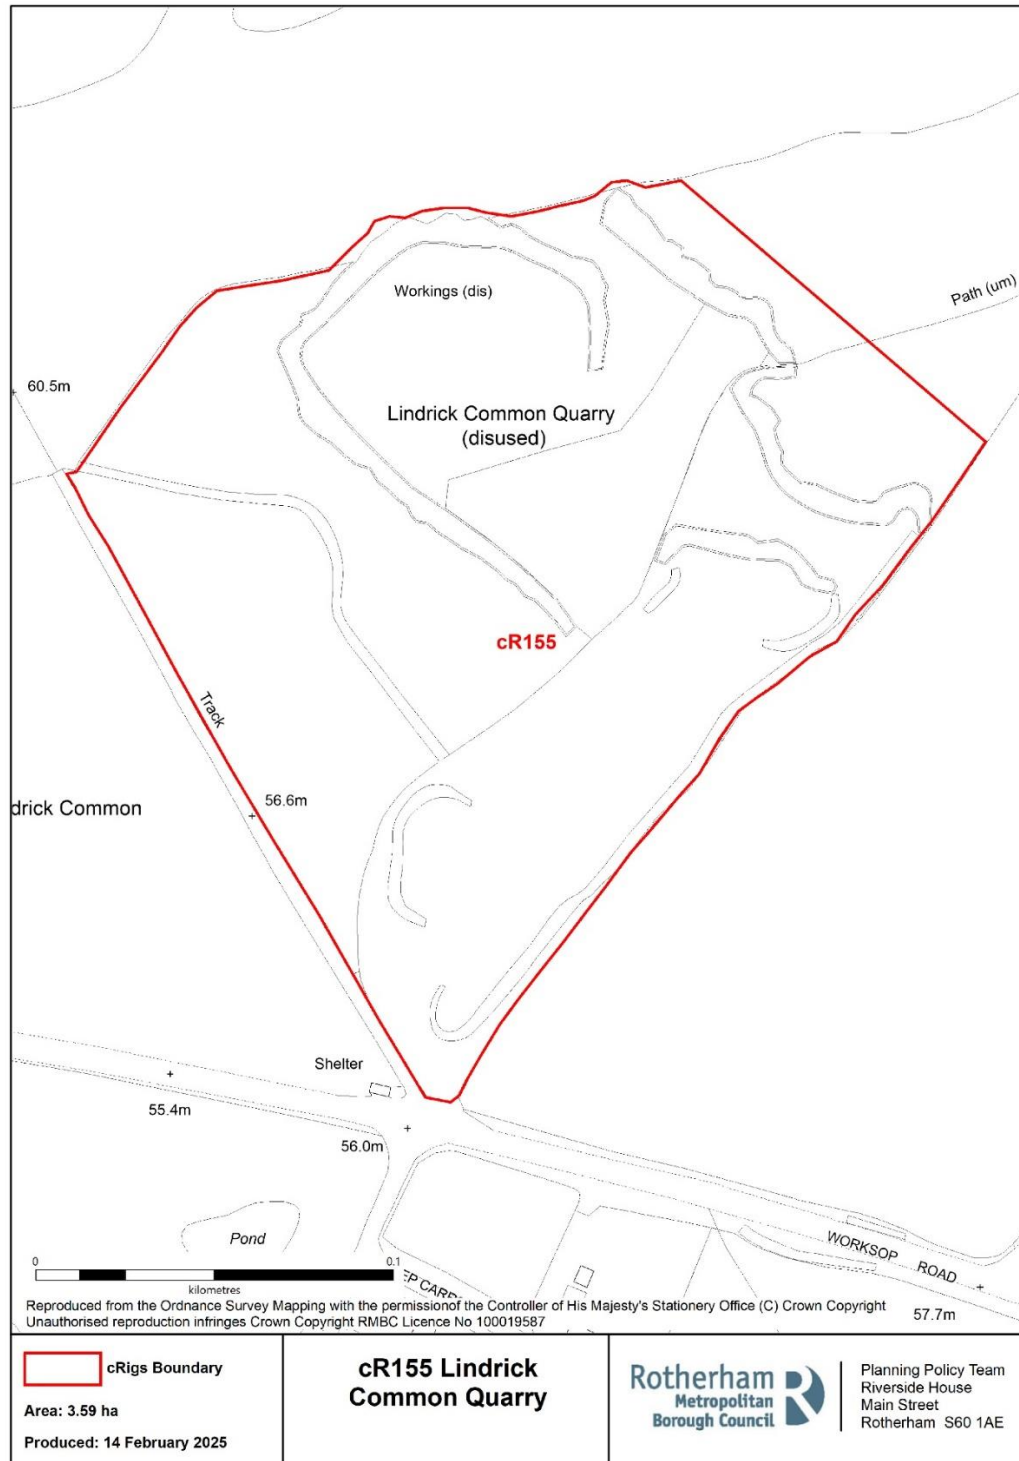 Path (um)
Workings (dis)
60.5m
Lindrick Common Quarry
(disused)
cR155
Track
56.6m
drick Common
Shelter
55.4m
56.0m
Pond
WORKSOP ROAD
57.7m
0 0.1
kilometres
Reproduced from the Ordnance Survey Mapping with the permissionof the Controller of His Majesty's Stationery Office (C) Crown Copyright
Unauthorised reproduction infringes Crown Copyright RMBC Licence No 100019587
cRigs Boundary
Area: 3.59 ha
Produced: 14 February 2025
cR155 Lindrick
Common Quarry
Rotherham
Metropolitan
Borough Council
Planning Policy Team
Riverside House
Main Street
Rotherham S60 1AE